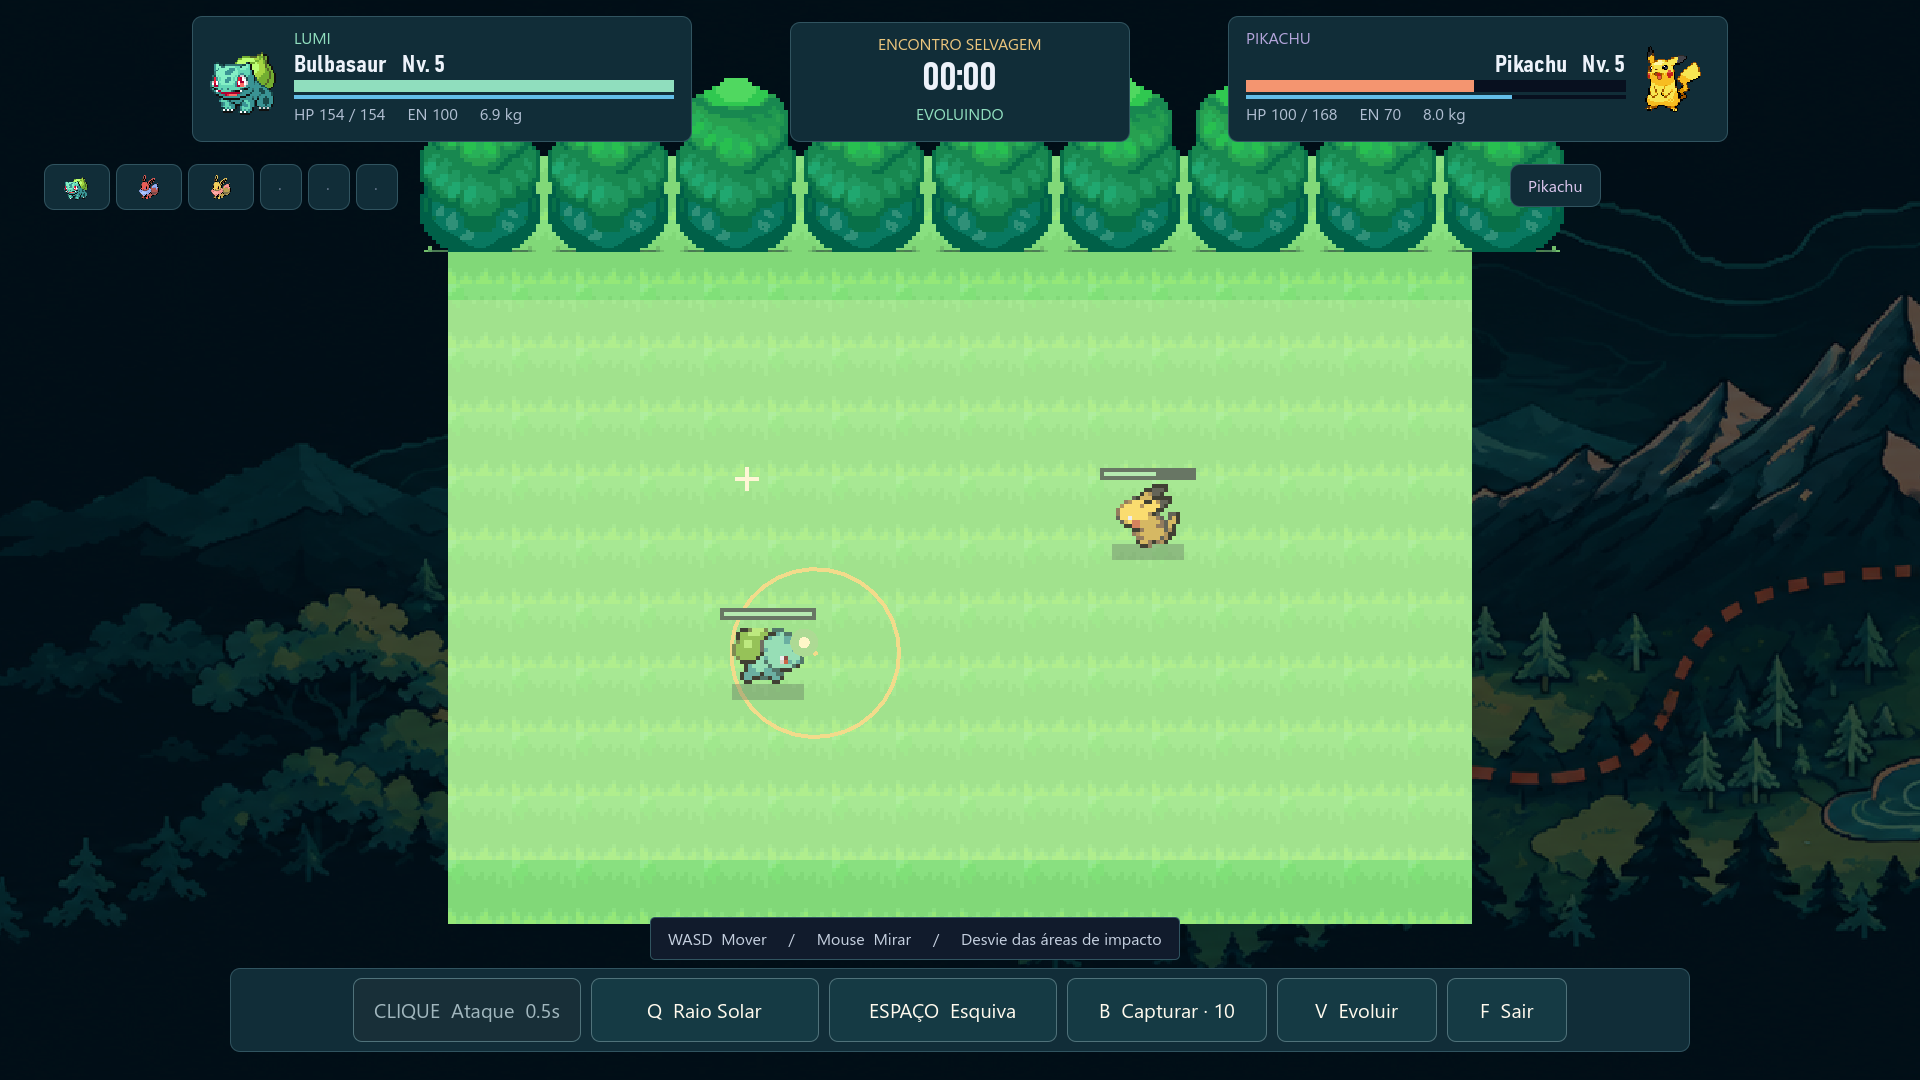 LUMI
Bulbasaur Nv. 5
HP 154 / 154 EN 100 6.9 kg
ENCONTRO SELVAGEM
00:00
EVOLUINDO
PIKACHU
Pikachu Nv. 5
HP 100 / 168 EN 70 8.0 kg
Pikachu
WASD Mover / Mouse Mirar / Desvie das áreas de impacto
CLIQUE Ataque 0.5s
Q Raio Solar
ESPAÇO Esquiva
B Capturar · 10
V Evoluir
F Sair